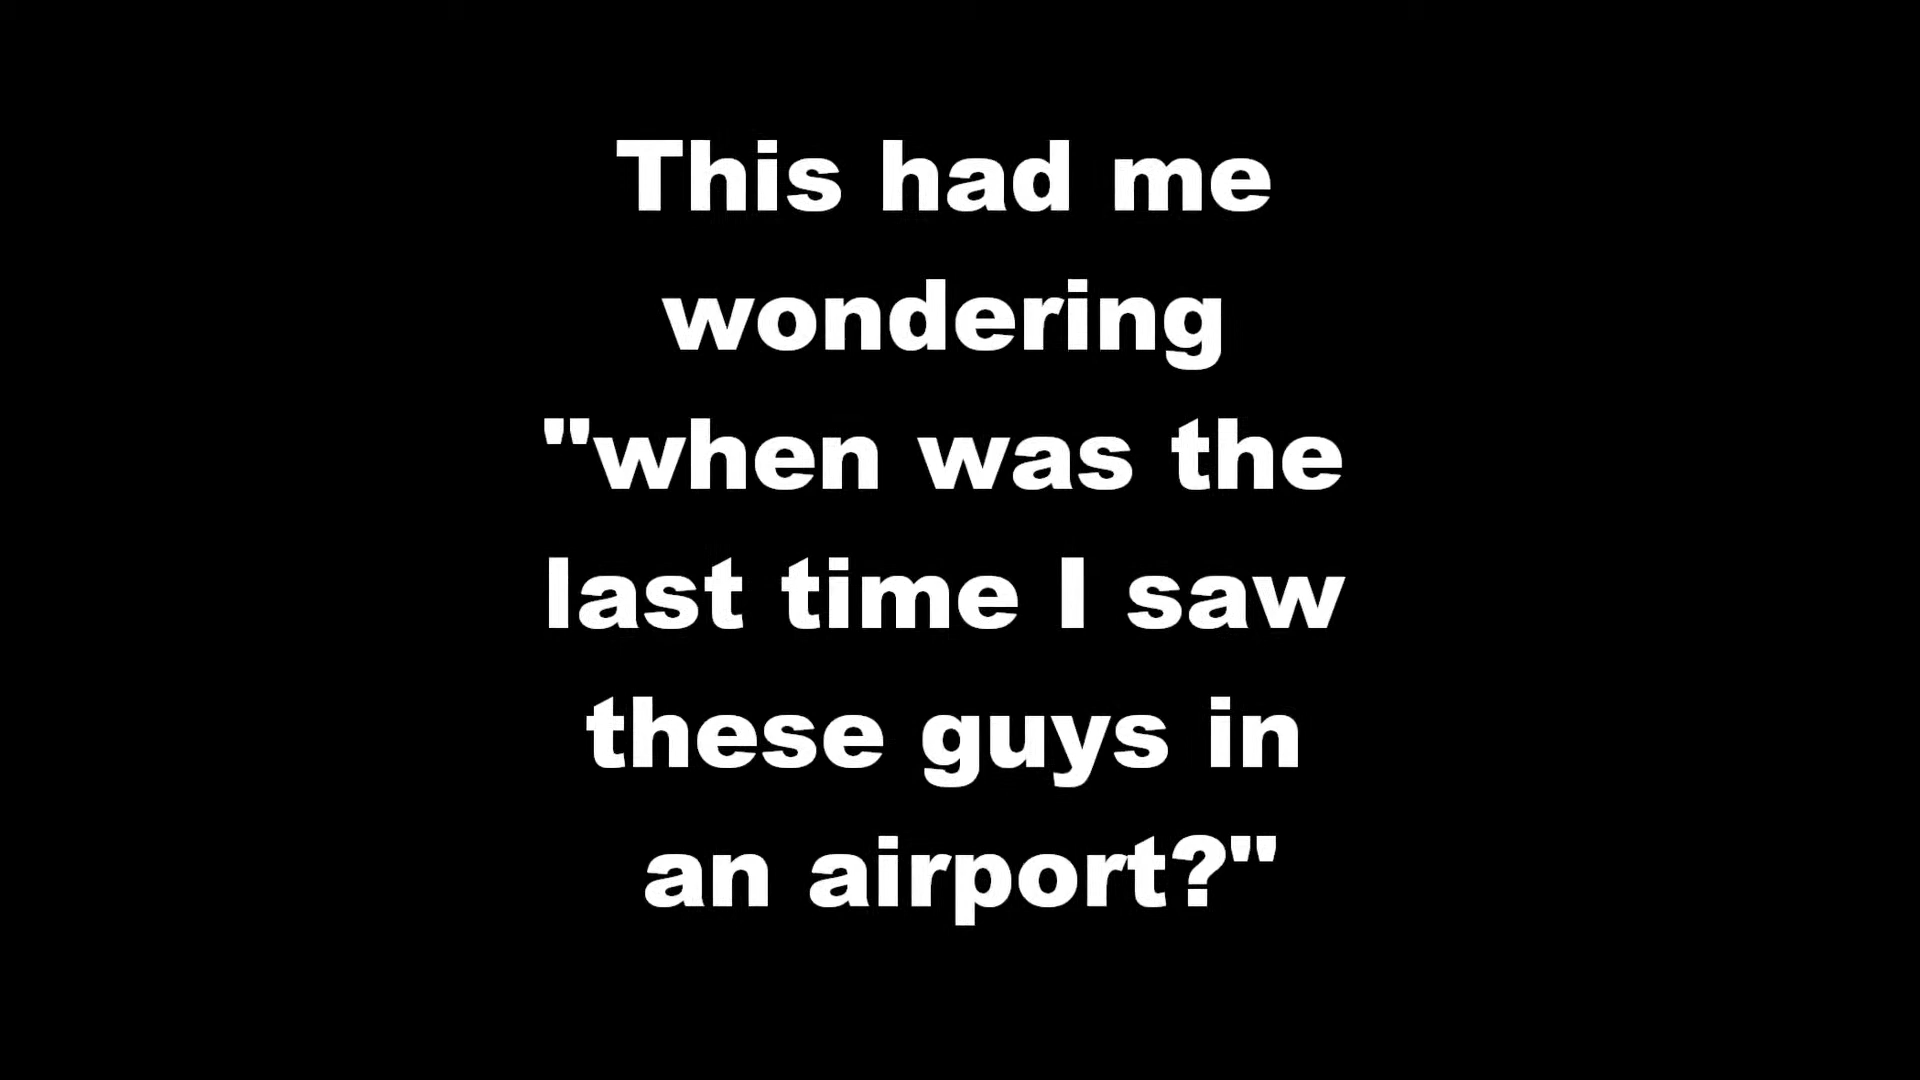 This had me
wondering
"when was the
last time I saw
these guys in
an airport?"